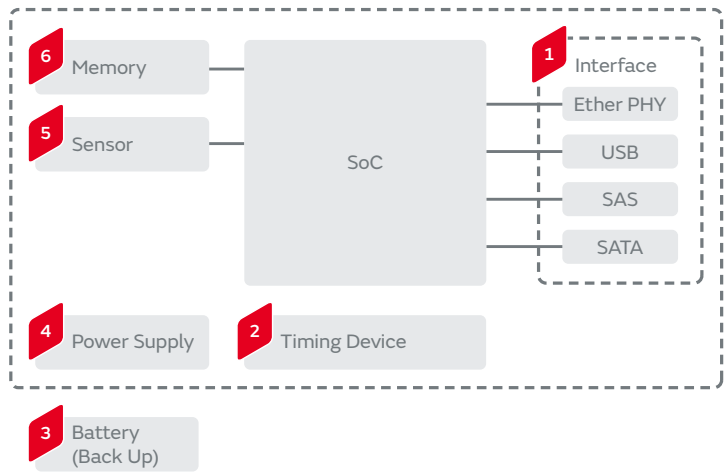 6
Memory
5
Sensor
SoC
1
Interface
Ether PHY
USB
SAS
SATA
4
Power Supply
2
Timing Device
3
Battery
(Back Up)